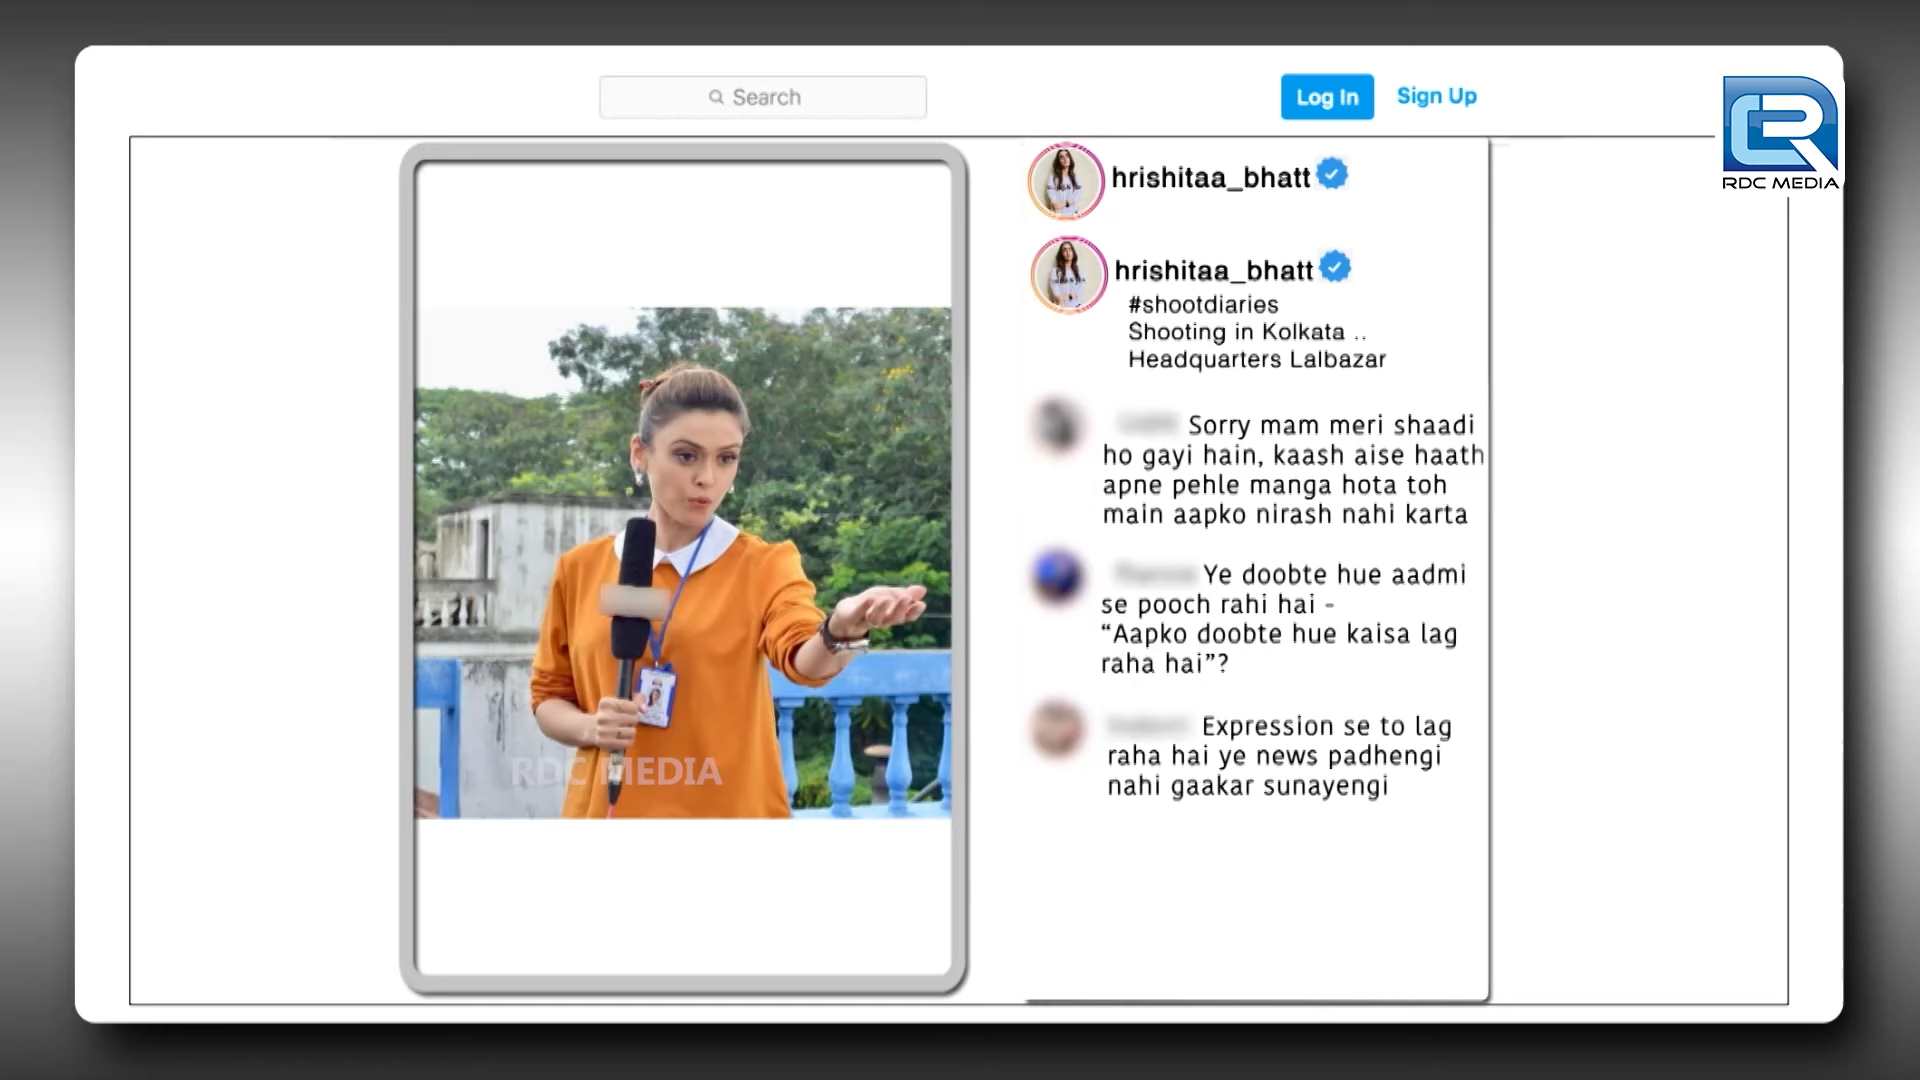 Search
Log In
Sign Up
RDC MEDIA
hrishitaa_bhatt
hrishitaa_bhatt
#shootdiaries
Shooting in Kolkata ..
Headquarters Lalbazar
Sorry mam meri shaadi
ho gayi hain, kaash aise haath
apne pehle manga hota toh
main aapko nirash nahi karta
Ye doobte hue aadmi
se pooch rahi hai -
“Aapko doobte hue kaisa lag
raha hai”?
Expression se to lag
raha hai ye news padhengi
nahi gaakar sunayengi
RDC MEDIA